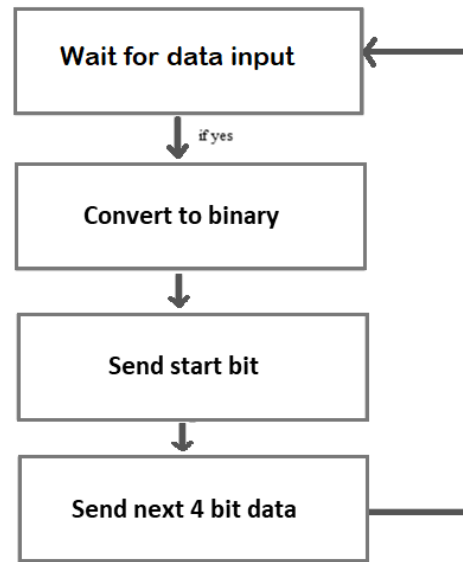 Wait for data input
if yes
Convert to binary
Send start bit
Send next 4 bit data